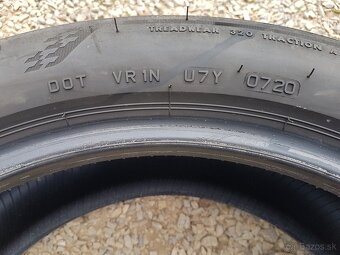 TREADWEAR 320 TRACTION A
DOT VR1N U7Y 0720
bazos.sk